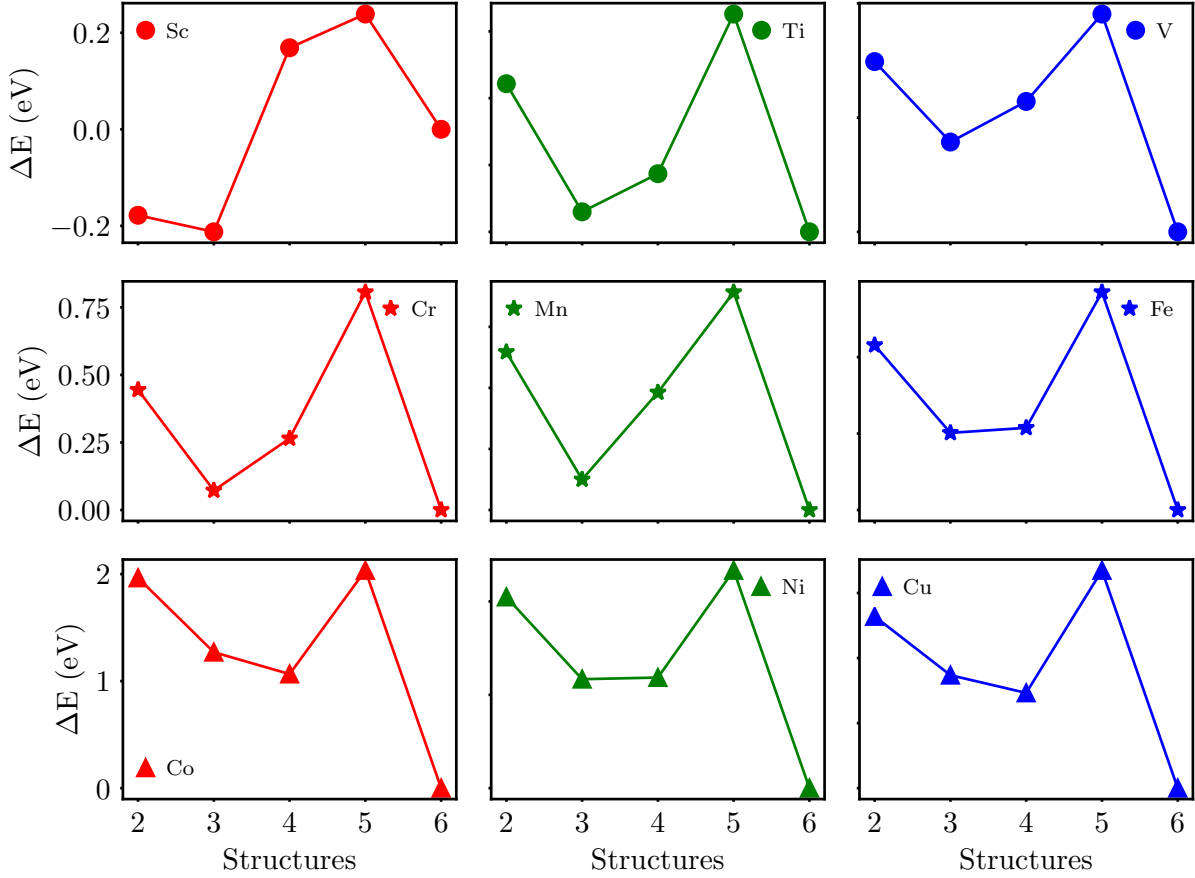 Sc
Ti
V
ΔE (eV)
0.2
0.0
−0.2
Cr
Mn
Fe
ΔE (eV)
0.75
0.50
0.25
0.00
Co
Ni
Cu
ΔE (eV)
2
1
0
2 3 4 5 6
2 3 4 5 6
2 3 4 5 6
Structures
Structures
Structures